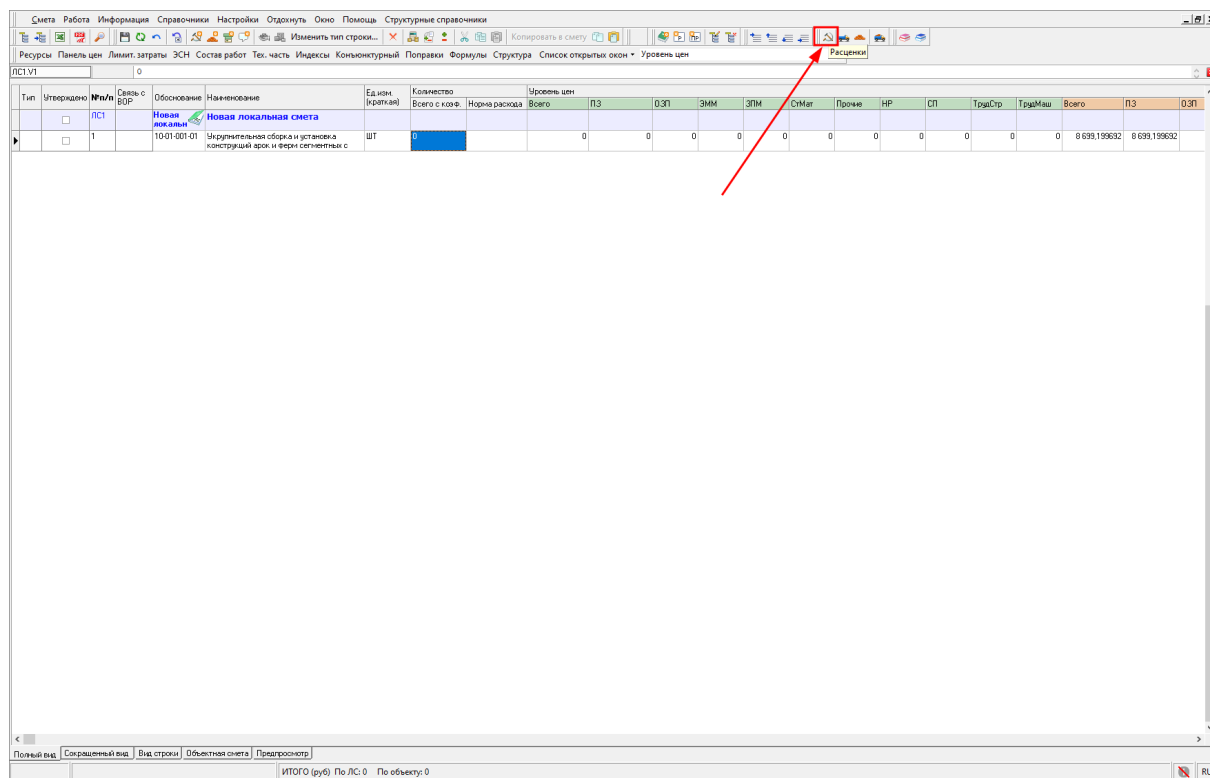 Смета Работа Информация Справочники Настройки Отдохнуть Окно Помощь Структурные справочники
Изменить тип строки... Копировать в смету
Ресурсы Панель цен Лимит. затраты ЭСН Состав работ Тех. часть Индексы Конъюнктурный Поправки Формулы Структура Список открытых окон Уровень цен
Расценки
ЛС1.V1 0
Тип Утверждено №п/п Связь с ВОР Обоснование Наименование Ед.изм. (краткая) Количество Уровень цен
Всего с коэф. Норма расхода Всего ПЗ ОЗП ЭММ ЗПМ СтМат Прочие НР СП ТрудСтр ТрудМаш Всего ПЗ ОЗП
ЛС1 Новая локальн Новая локальная смета
1 10-01-001-01 Укрупнительная сборка и установка ШТ 0 0 0 0 0 0 0 0 0 0 0 0 8 699,199692 8 699,199692
конструкций арок и ферм сегментных с
Полный вид Сокращенный вид Вид строки Объектная смета Предпросмотр
ИТОГО (руб) По ЛС: 0 По объекту: 0
RU